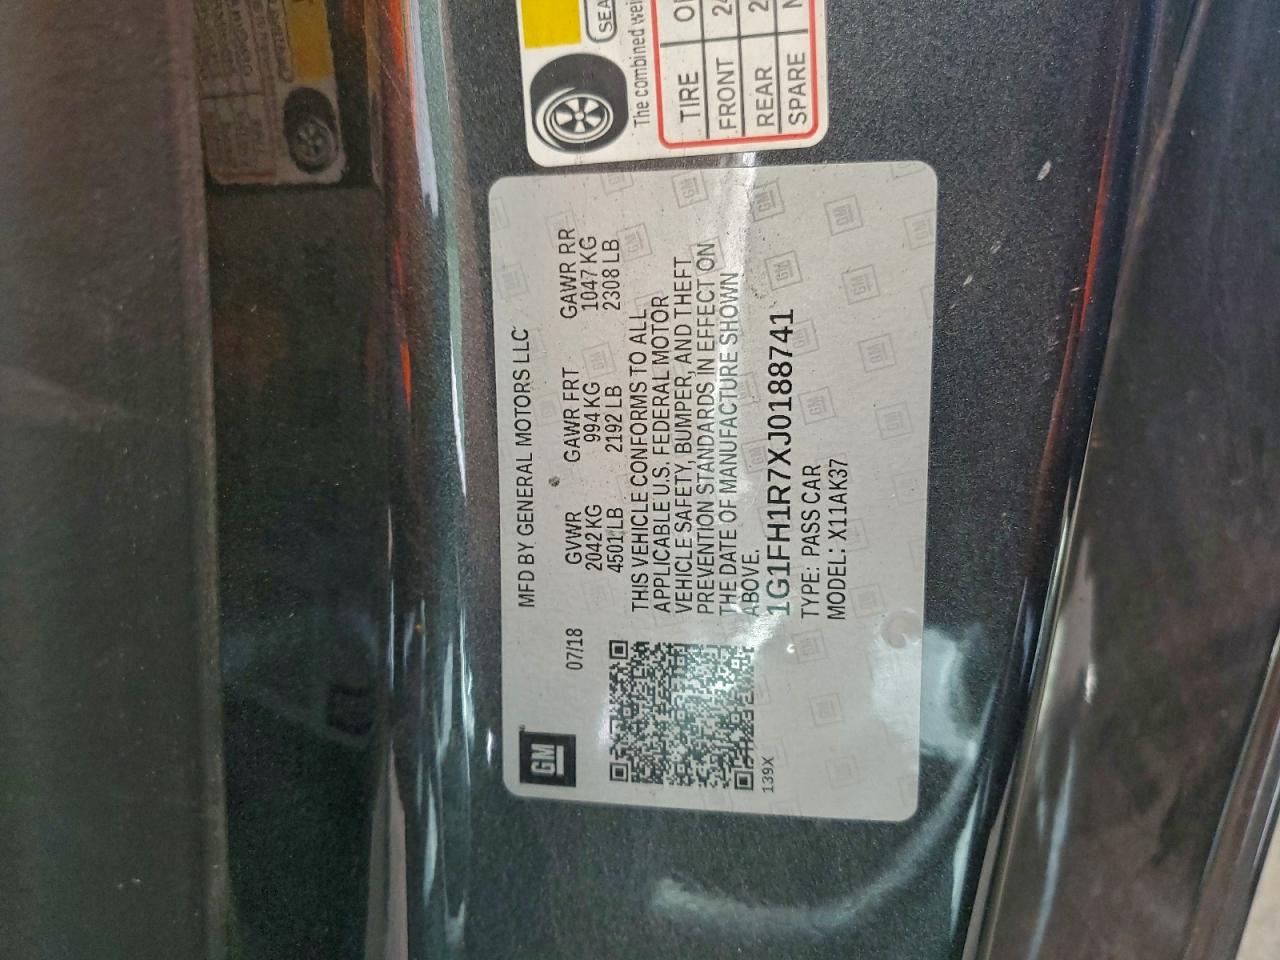 GM
MFD BY GENERAL MOTORS LLC
07/18
GVWR GAWR FRT GAWR RR
2042 KG 994 KG 1047 KG
4501 LB 2192 LB 2308 LB
THIS VEHICLE CONFORMS TO ALL
APPLICABLE U.S. FEDERAL MOTOR
VEHICLE SAFETY, BUMPER, AND THEFT
PREVENTION STANDARDS IN EFFECT ON
THE DATE OF MANUFACTURE SHOWN
ABOVE.
1G1FH1R7XJ0188741
TYPE: PASS CAR
MODEL: X11AK37
139X
SEA
The combined wei
TIRE
FRONT
REAR
SPARE